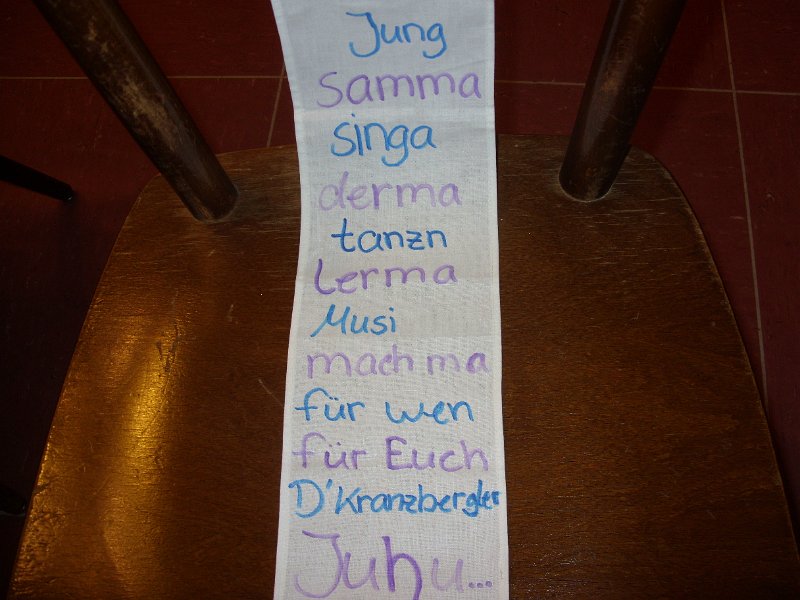 Jung
Samma
singa
derma
tanzn
Lerma
Musi
mach ma
für wen
für Euch
D'Kranzbergler
Juhu...